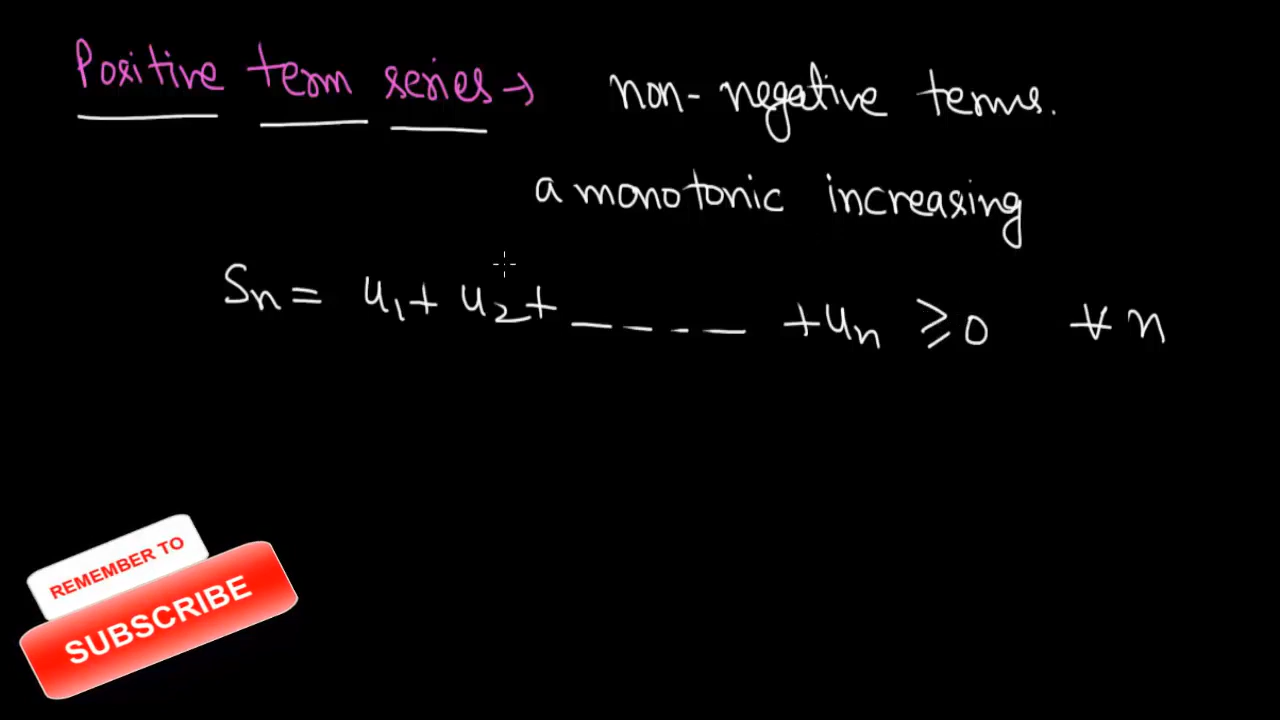 Positive term series → non-negative terms.
a monotonic increasing
Sn = u1 + u2 + ---- + un ≥ 0 ∀ n
REMEMBER TO
SUBSCRIBE